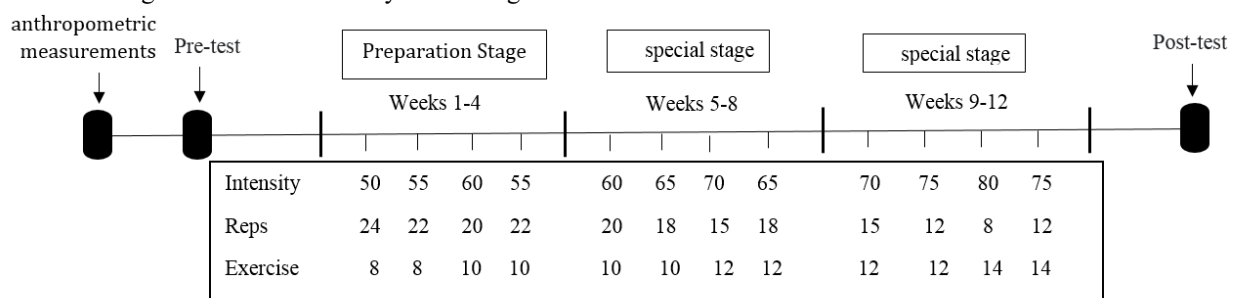 anthropometric
measurements
Pre-test
Preparation Stage
special stage
special stage
Post-test
Weeks 1-4
Weeks 5-8
Weeks 9-12
Intensity 50 55 60 55 60 65 70 65 70 75 80 75
Reps 24 22 20 22 20 18 15 18 15 12 8 12
Exercise 8 8 10 10 10 10 12 12 12 12 14 14